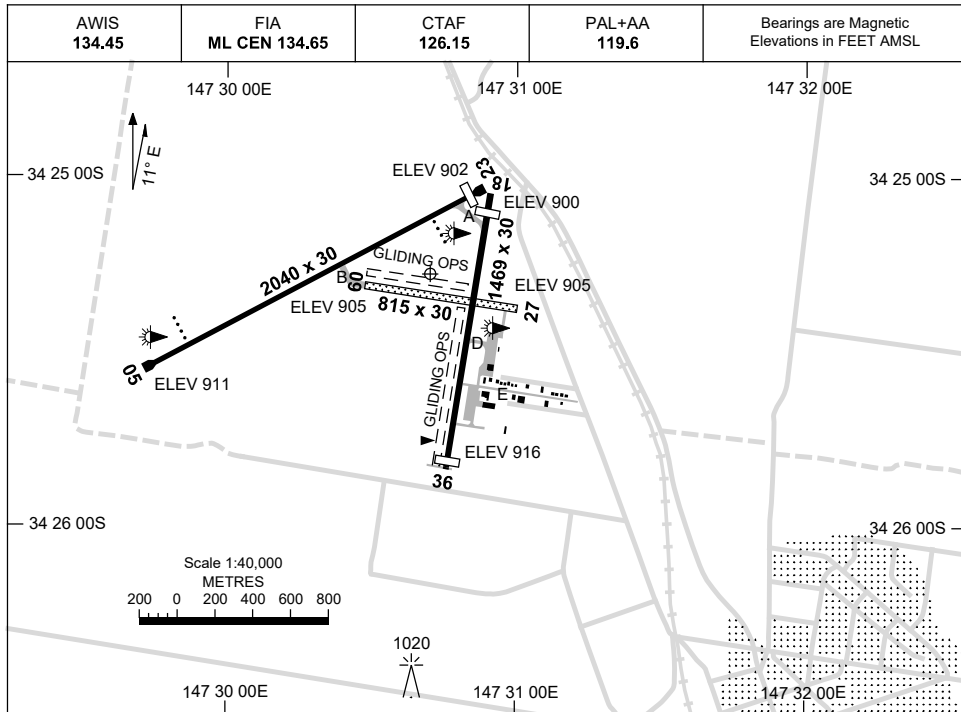 AWIS
134.45
FIA
ML CEN 134.65
CTAF
126.15
PAL+AA
119.6
Bearings are Magnetic
Elevations in FEET AMSL
147 30 00E
147 31 00E
147 32 00E
11° E
34 25 00S
34 25 00S
ELEV 902
23
18
ELEV 900
A
2040 x 30
GLIDING OPS
1469 x 30
B
09
ELEV 905
815 x 30
ELEV 905
27
D
GLIDING OPS
05
ELEV 911
E
ELEV 916
36
34 26 00S
34 26 00S
Scale 1:40,000
METRES
200 0 200 400 600 800
1020
147 30 00E
147 31 00E
147 32 00E